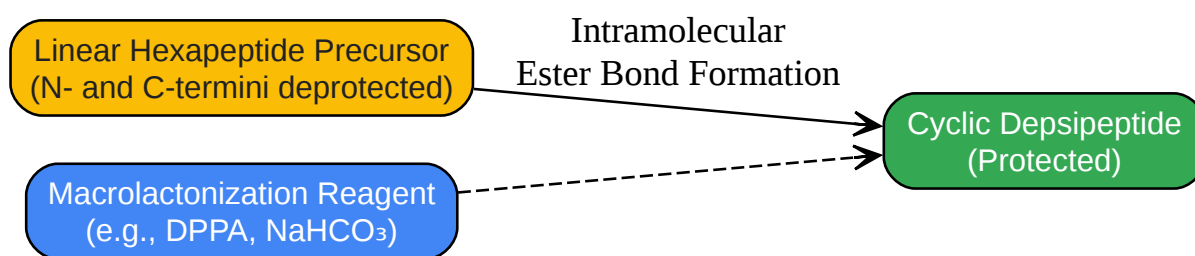 Linear Hexapeptide Precursor
(N- and C-termini deprotected)
Intramolecular
Ester Bond Formation
Macrolactonization Reagent
(e.g., DPPA, NaHCO₃)
Cyclic Depsipeptide
(Protected)